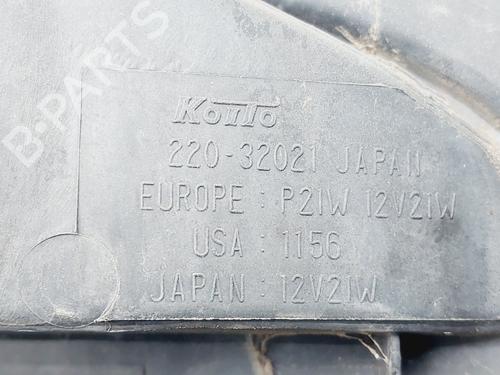 Koito
220-32021 JAPAN
EUROPE : P21W 12V21W
USA : 1156
JAPAN : 12V21W
B-PARTS